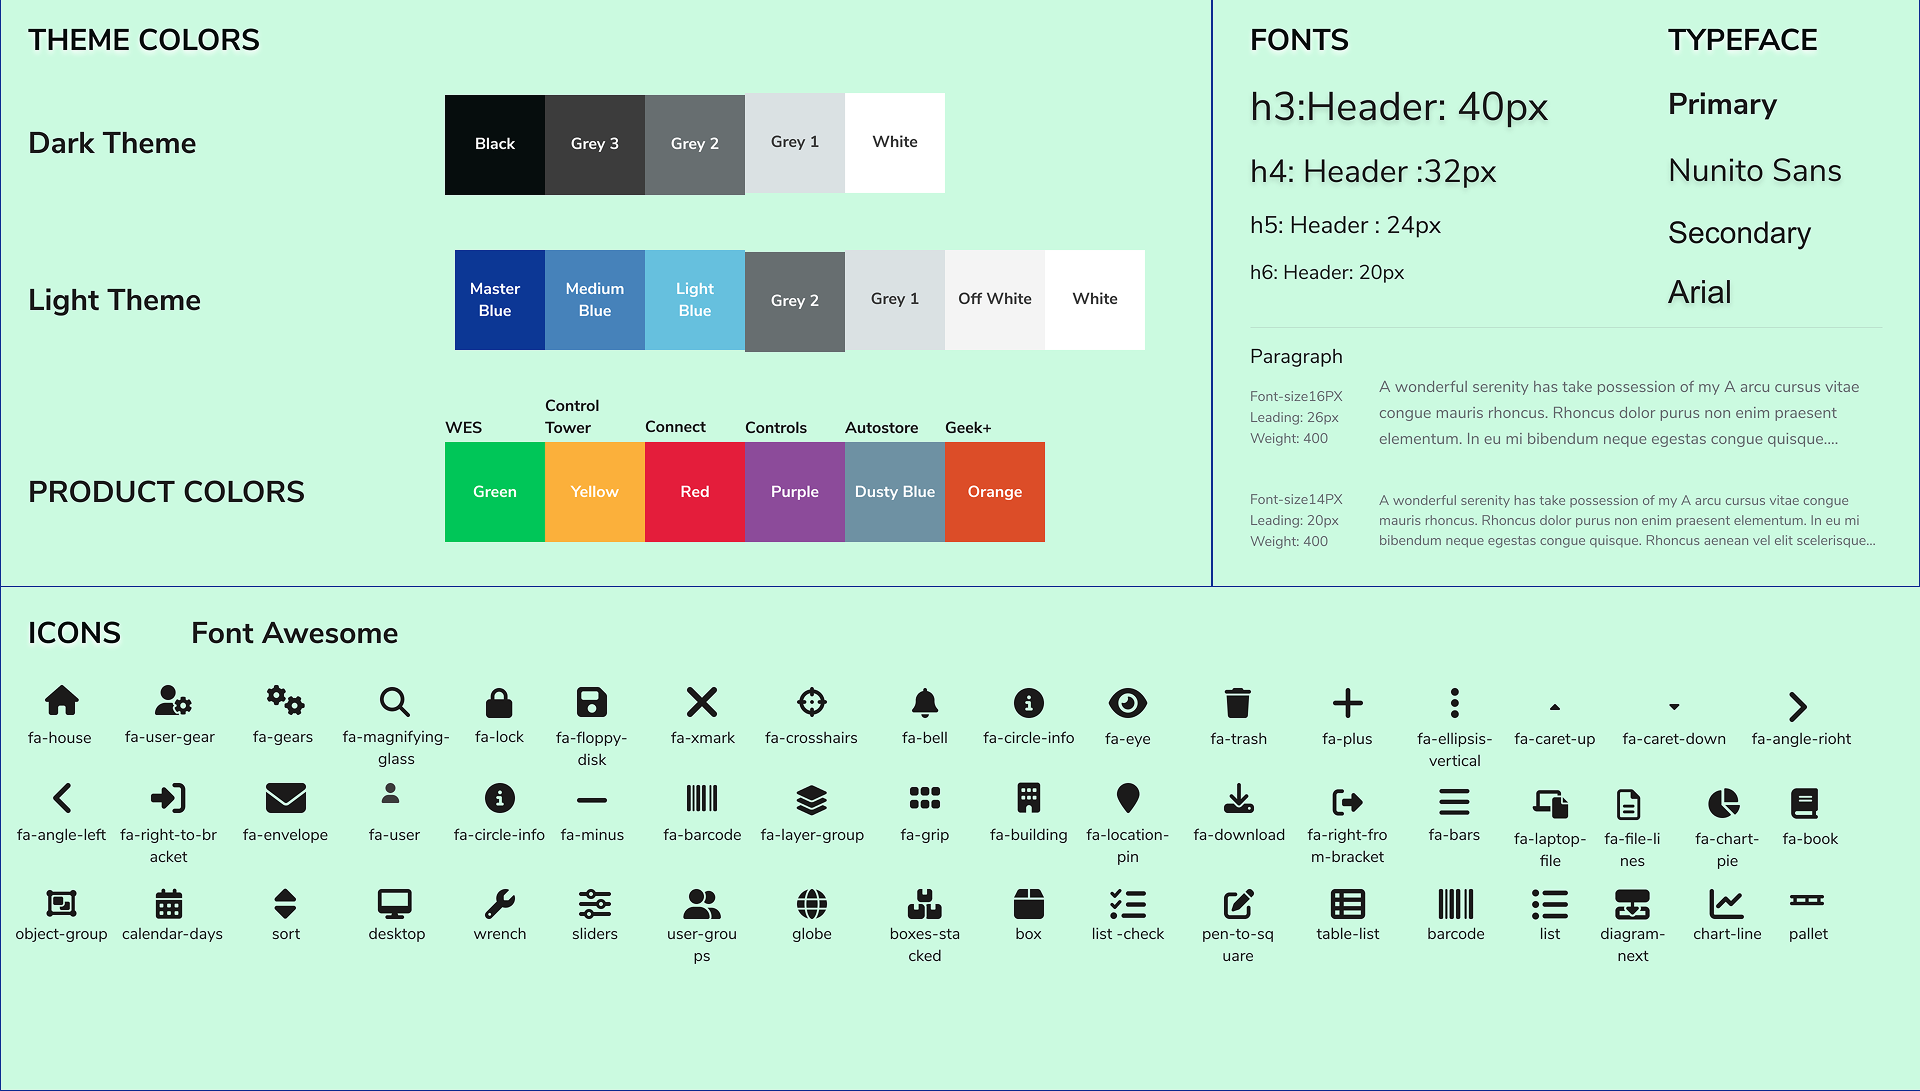 THEME COLORS
Dark Theme
Black
Grey 3
Grey 2
Grey 1
White
Light Theme
Master
Blue
Medium
Blue
Light
Blue
Grey 2
Grey 1
Off White
White
PRODUCT COLORS
WES
Control
Tower
Connect
Controls
Autostore
Geek+
Green
Yellow
Red
Purple
Dusty Blue
Orange
FONTS
h3:Header: 40px
h4: Header :32px
h5: Header : 24px
h6: Header: 20px
TYPEFACE
Primary
Nunito Sans
Secondary
Arial
Paragraph
Font-size16PX
Leading: 26px
Weight: 400
A wonderful serenity has take possession of my A arcu cursus vitae
congue mauris rhoncus. Rhoncus dolor purus non enim praesent
elementum. In eu mi bibendum neque egestas congue quisque....
Font-size14PX
Leading: 20px
Weight: 400
A wonderful serenity has take possession of my A arcu cursus vitae congue
mauris rhoncus. Rhoncus dolor purus non enim praesent elementum. In eu mi
bibendum neque egestas congue quisque. Rhoncus aenean vel elit scelerisque...
ICONS
Font Awesome
fa-house
fa-user-gear
fa-gears
fa-magnifying-
glass
fa-lock
fa-floppy-
disk
fa-xmark
fa-crosshairs
fa-bell
fa-circle-info
fa-eye
fa-trash
fa-plus
fa-ellipsis-
vertical
fa-caret-up
fa-caret-down
fa-angle-rioht
fa-angle-left
fa-right-to-br
acket
fa-envelope
fa-user
fa-circle-info
fa-minus
fa-barcode
fa-layer-group
fa-grip
fa-building
fa-location-
pin
fa-download
fa-right-fro
m-bracket
fa-bars
fa-laptop-
file
fa-file-li
nes
fa-chart-
pie
fa-book
object-group
calendar-days
sort
desktop
wrench
sliders
user-grou
ps
globe
boxes-sta
cked
box
list -check
pen-to-sq
uare
table-list
barcode
list
diagram-
next
chart-line
pallet